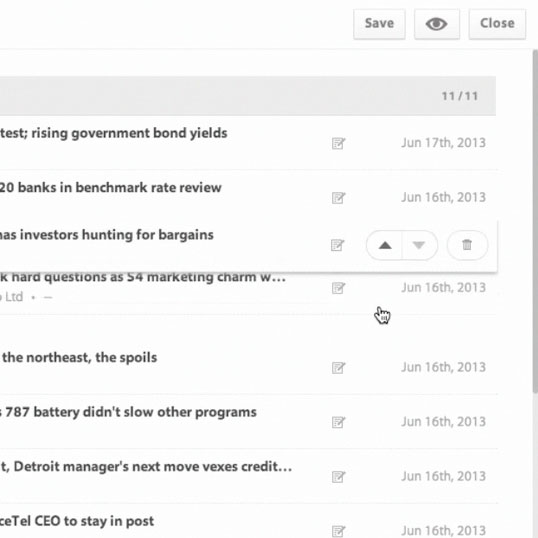 Save
Close
11/11
test; rising government bond yields
Jun 17th, 2013
20 banks in benchmark rate review
Jun 16th, 2013
has investors hunting for bargains
k hard questions as S4 marketing charm w...
Ltd • —
Jun 16th, 2013
the northeast, the spoils
Jun 16th, 2013
s 787 battery didn't slow other programs
Jun 16th, 2013
t, Detroit manager's next move vexes credit...
Jun 16th, 2013
ceTel CEO to stay in post
Jun 16th, 2013